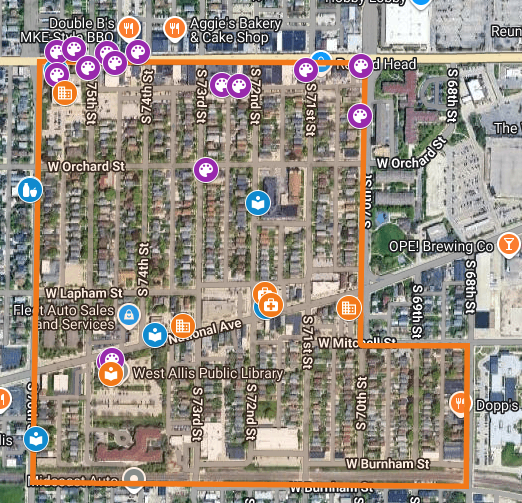 Hobby Lobby
Double B's
MKE-Style BBQ
Aggie's Bakery
& Cake Shop
Reun
d Head
S 75th St
S 74th St
S 73rd St
S 72nd St
S 71st St
S 68th St
The
W Orchard St
W Orchard St
S 70th St
OPE! Brewing Co
S 74th St
W Lapham St
Fleet Auto Sales
and Services
National Ave
S 69th St
S 68th St
W Mitchell St
S 71st St
West Allis Public Library
S 73rd St
S 72nd St
S 70th St
Dopp's
lis
W Burnham St
Midcoast Auto
W Burnham St